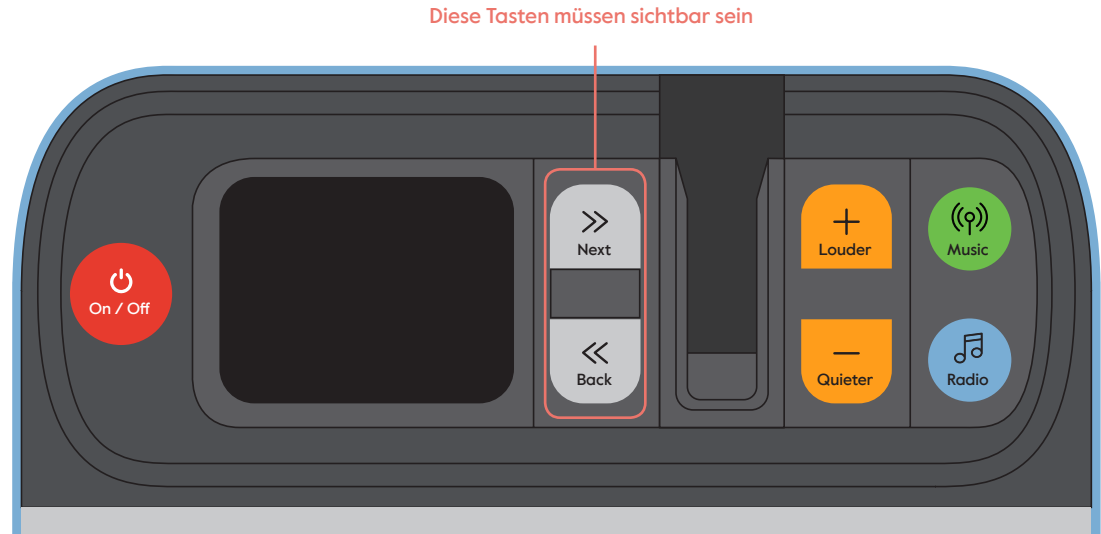 Diese Tasten müssen sichtbar sein
On / Off
Next
Back
Louder
Quieter
Music
Radio